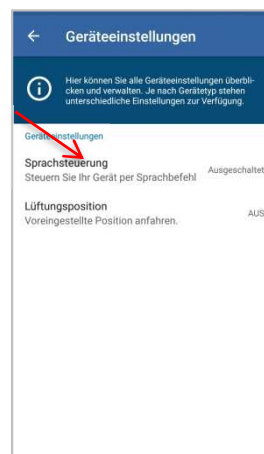 Geräteeinstellungen
Hier können Sie alle Geräteeinstellungen überbli-
cken und verwalten. Je nach Gerätetyp stehen
unterschiedliche Einstellungen zur Verfügung.
Geräteeinstellungen
Sprachsteuerung
Steuern Sie Ihr Gerät per Sprachbefehl
Ausgeschaltet
Lüftungsposition
Voreingestellte Position anfahren.
AUS